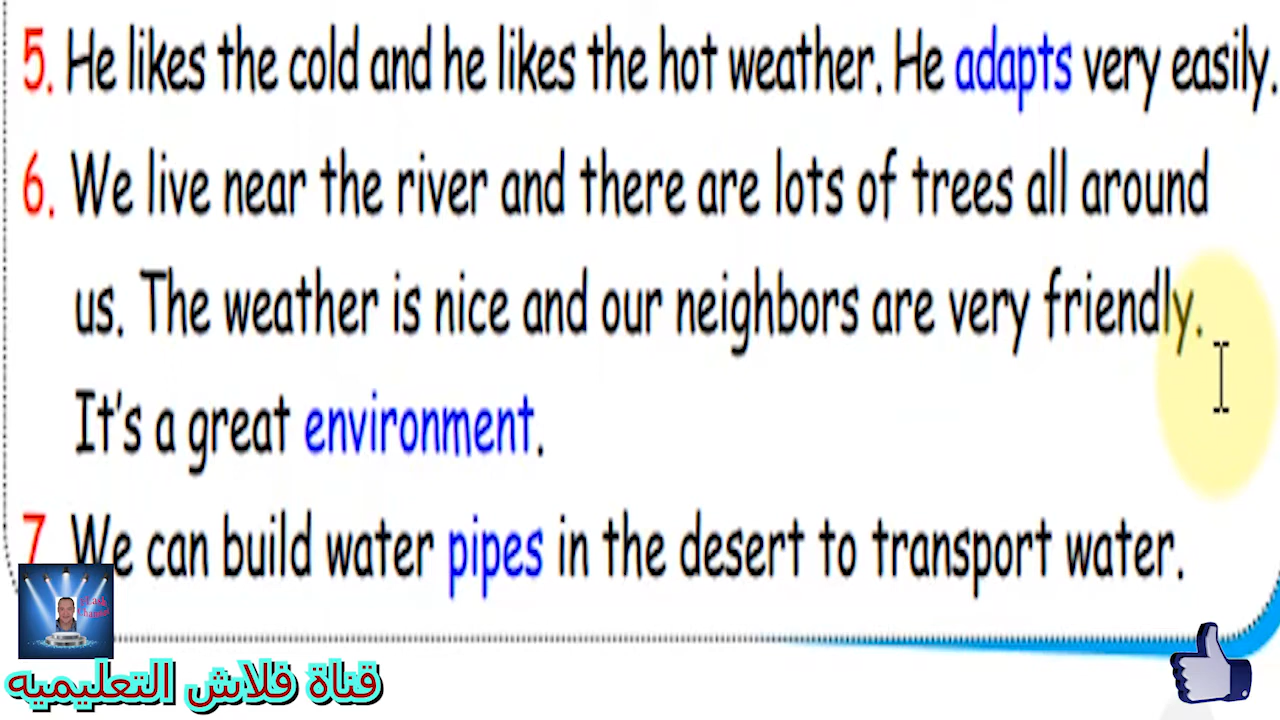 5. He likes the cold and he likes the hot weather. He adapts very easily.
6. We live near the river and there are lots of trees all around
us. The weather is nice and our neighbors are very friendly.
It's a great environment.
7 We can build water pipes in the desert to transport water.
Flash
Channel
قناة فلاش التعليميه